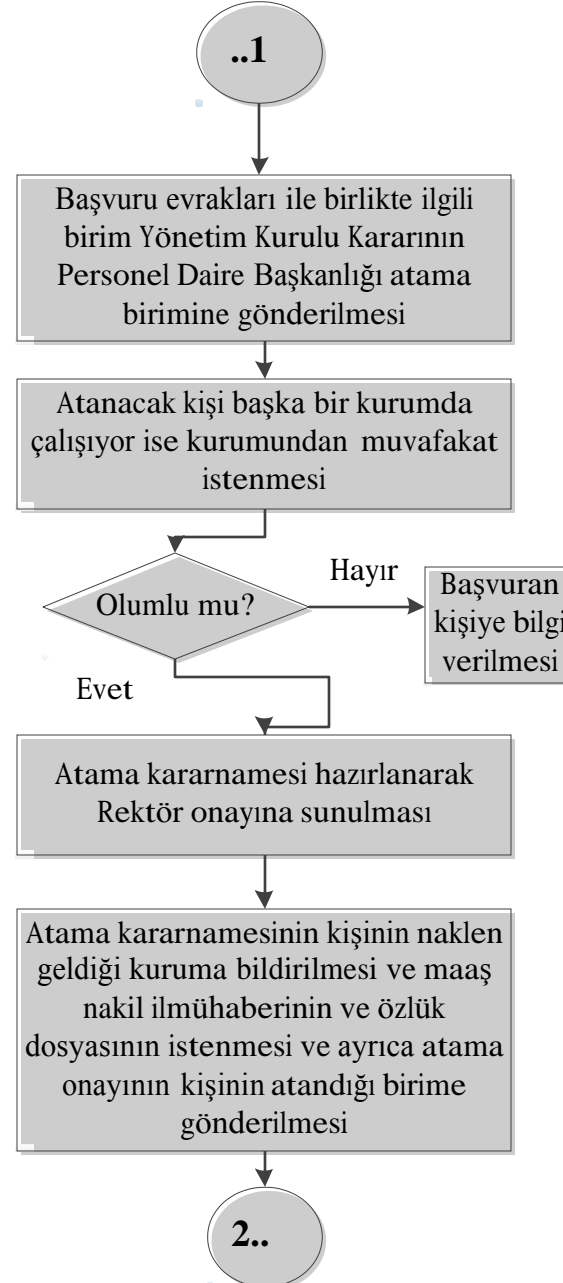 ..1
Başvuru evrakları ile birlikte ilgili
birim Yönetim Kurulu Kararının
Personel Daire Başkanlığı atama
birimine gönderilmesi
Atanacak kişi başka bir kurumda
çalışıyor ise kurumundan muvafakat
istenmesi
Olumlu mu?
Hayır
Başvuran
kişiye bilgi
verilmesi
Evet
Atama kararnamesi hazırlanarak
Rektör onayına sunulması
Atama kararnamesinin kişinin naklen
geldiği kuruma bildirilmesi ve maaş
nakil ilmühaberinin ve özlük
dosyasının istenmesi ve ayrıca atama
onayının kişinin atandığı birime
gönderilmesi
2..